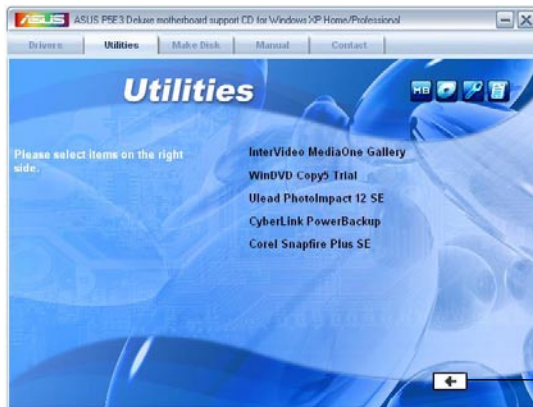 ASUS ASUS P5E3 Deluxe motherboard support CD for Windows XP Home/Professional
Drivers Utilities Make Disk Manual Contact
Utilities
MB
Please select items on the right
side.
InterVideo MediaOne Gallery
WinDVD Copy5 Trial
Ulead PhotoImpact 12 SE
CyberLink PowerBackup
Corel Snapfire Plus SE